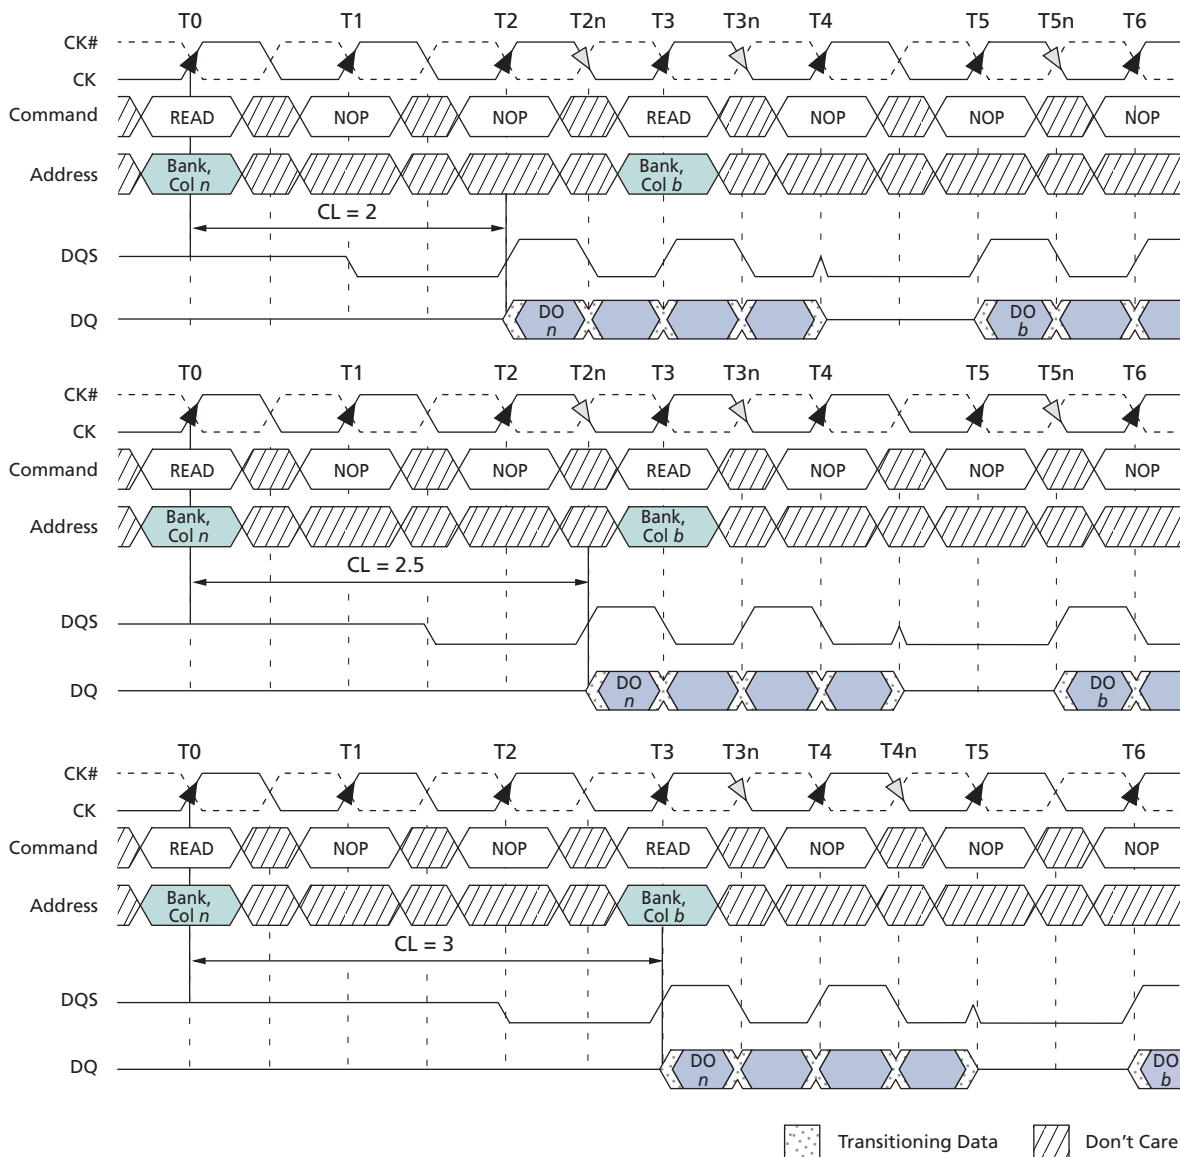 T0 T1 T2 T2n T3 T3n T4 T5 T5n T6
CK#
CK
Command READ NOP NOP READ NOP NOP NOP
Address Bank, Col n Bank, Col b
CL = 2
DQS
DQ DO n DO b
T0 T1 T2 T2n T3 T3n T4 T5 T5n T6
CK#
CK
Command READ NOP NOP READ NOP NOP NOP
Address Bank, Col n Bank, Col b
CL = 2.5
DQS
DQ DO n DO b
T0 T1 T2 T3 T3n T4 T4n T5 T6
CK#
CK
Command READ NOP NOP READ NOP NOP NOP
Address Bank, Col n Bank, Col b
CL = 3
DQS
DQ DO n DO b
Transitioning Data Don't Care